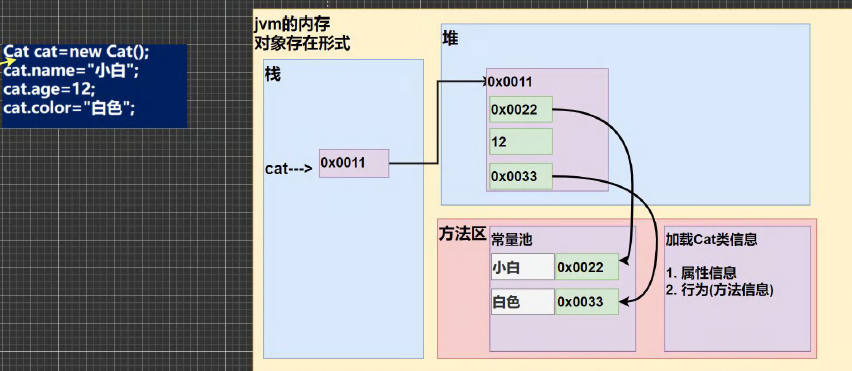 Cat cat=new Cat();
cat.name="小白";
cat.age=12;
cat.color="白色";
jvm的内存
对象存在形式
栈
cat--->
0x0011
堆
0x0011
0x0022
12
0x0033
方法区
常量池
小白 0x0022
白色 0x0033
加载Cat类信息
1. 属性信息
2. 行为(方法信息)